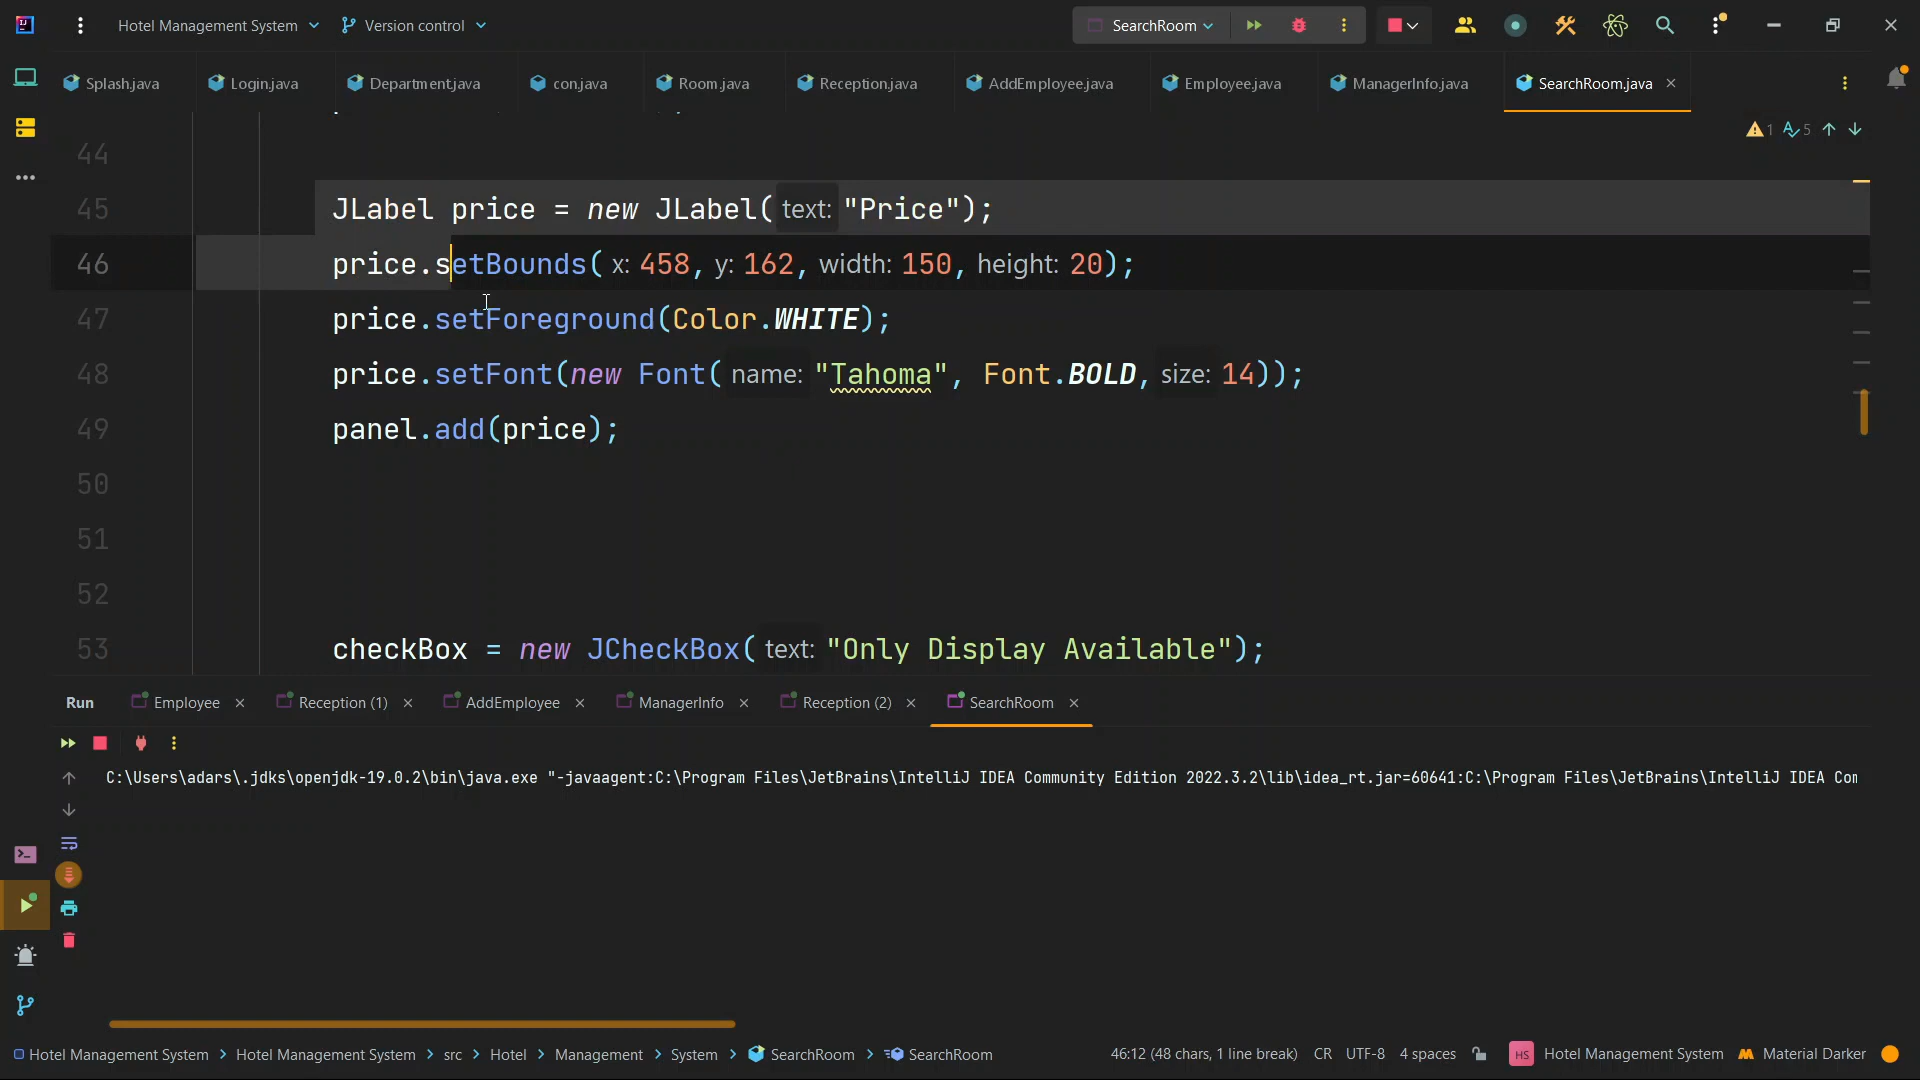 Hotel Management System
Version control
SearchRoom
Splash.java
Login.java
Department.java
con.java
Room.java
Reception.java
AddEmployee.java
Employee.java
ManagerInfo.java
SearchRoom.java
1 5
44
45 JLabel price = new JLabel( text: "Price");
46 price.setBounds( x: 458, y: 162, width: 150, height: 20);
47 price.setForeground(Color.WHITE);
48 price.setFont(new Font( name: "Tahoma", Font.BOLD, size: 14));
49 panel.add(price);
50
51
52
53 checkBox = new JCheckBox( text: "Only Display Available");
Run
Employee
Reception (1)
AddEmployee
ManagerInfo
Reception (2)
SearchRoom
C:\Users\adars\.jdks\openjdk-19.0.2\bin\java.exe "-javaagent:C:\Program Files\JetBrains\IntelliJ IDEA Community Edition 2022.3.2\lib\idea_rt.jar=60641:C:\Program Files\JetBrains\IntelliJ IDEA Com
Hotel Management System > Hotel Management System > src > Hotel > Management > System > SearchRoom > SearchRoom
46:12 (48 chars, 1 line break) CR UTF-8 4 spaces HS Hotel Management System Material Darker